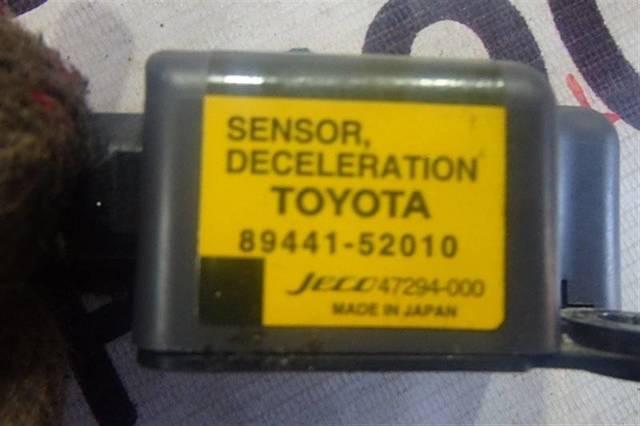 SENSOR,
DECELERATION
TOYOTA
89441-52010
JECO 47294-000
MADE IN JAPAN